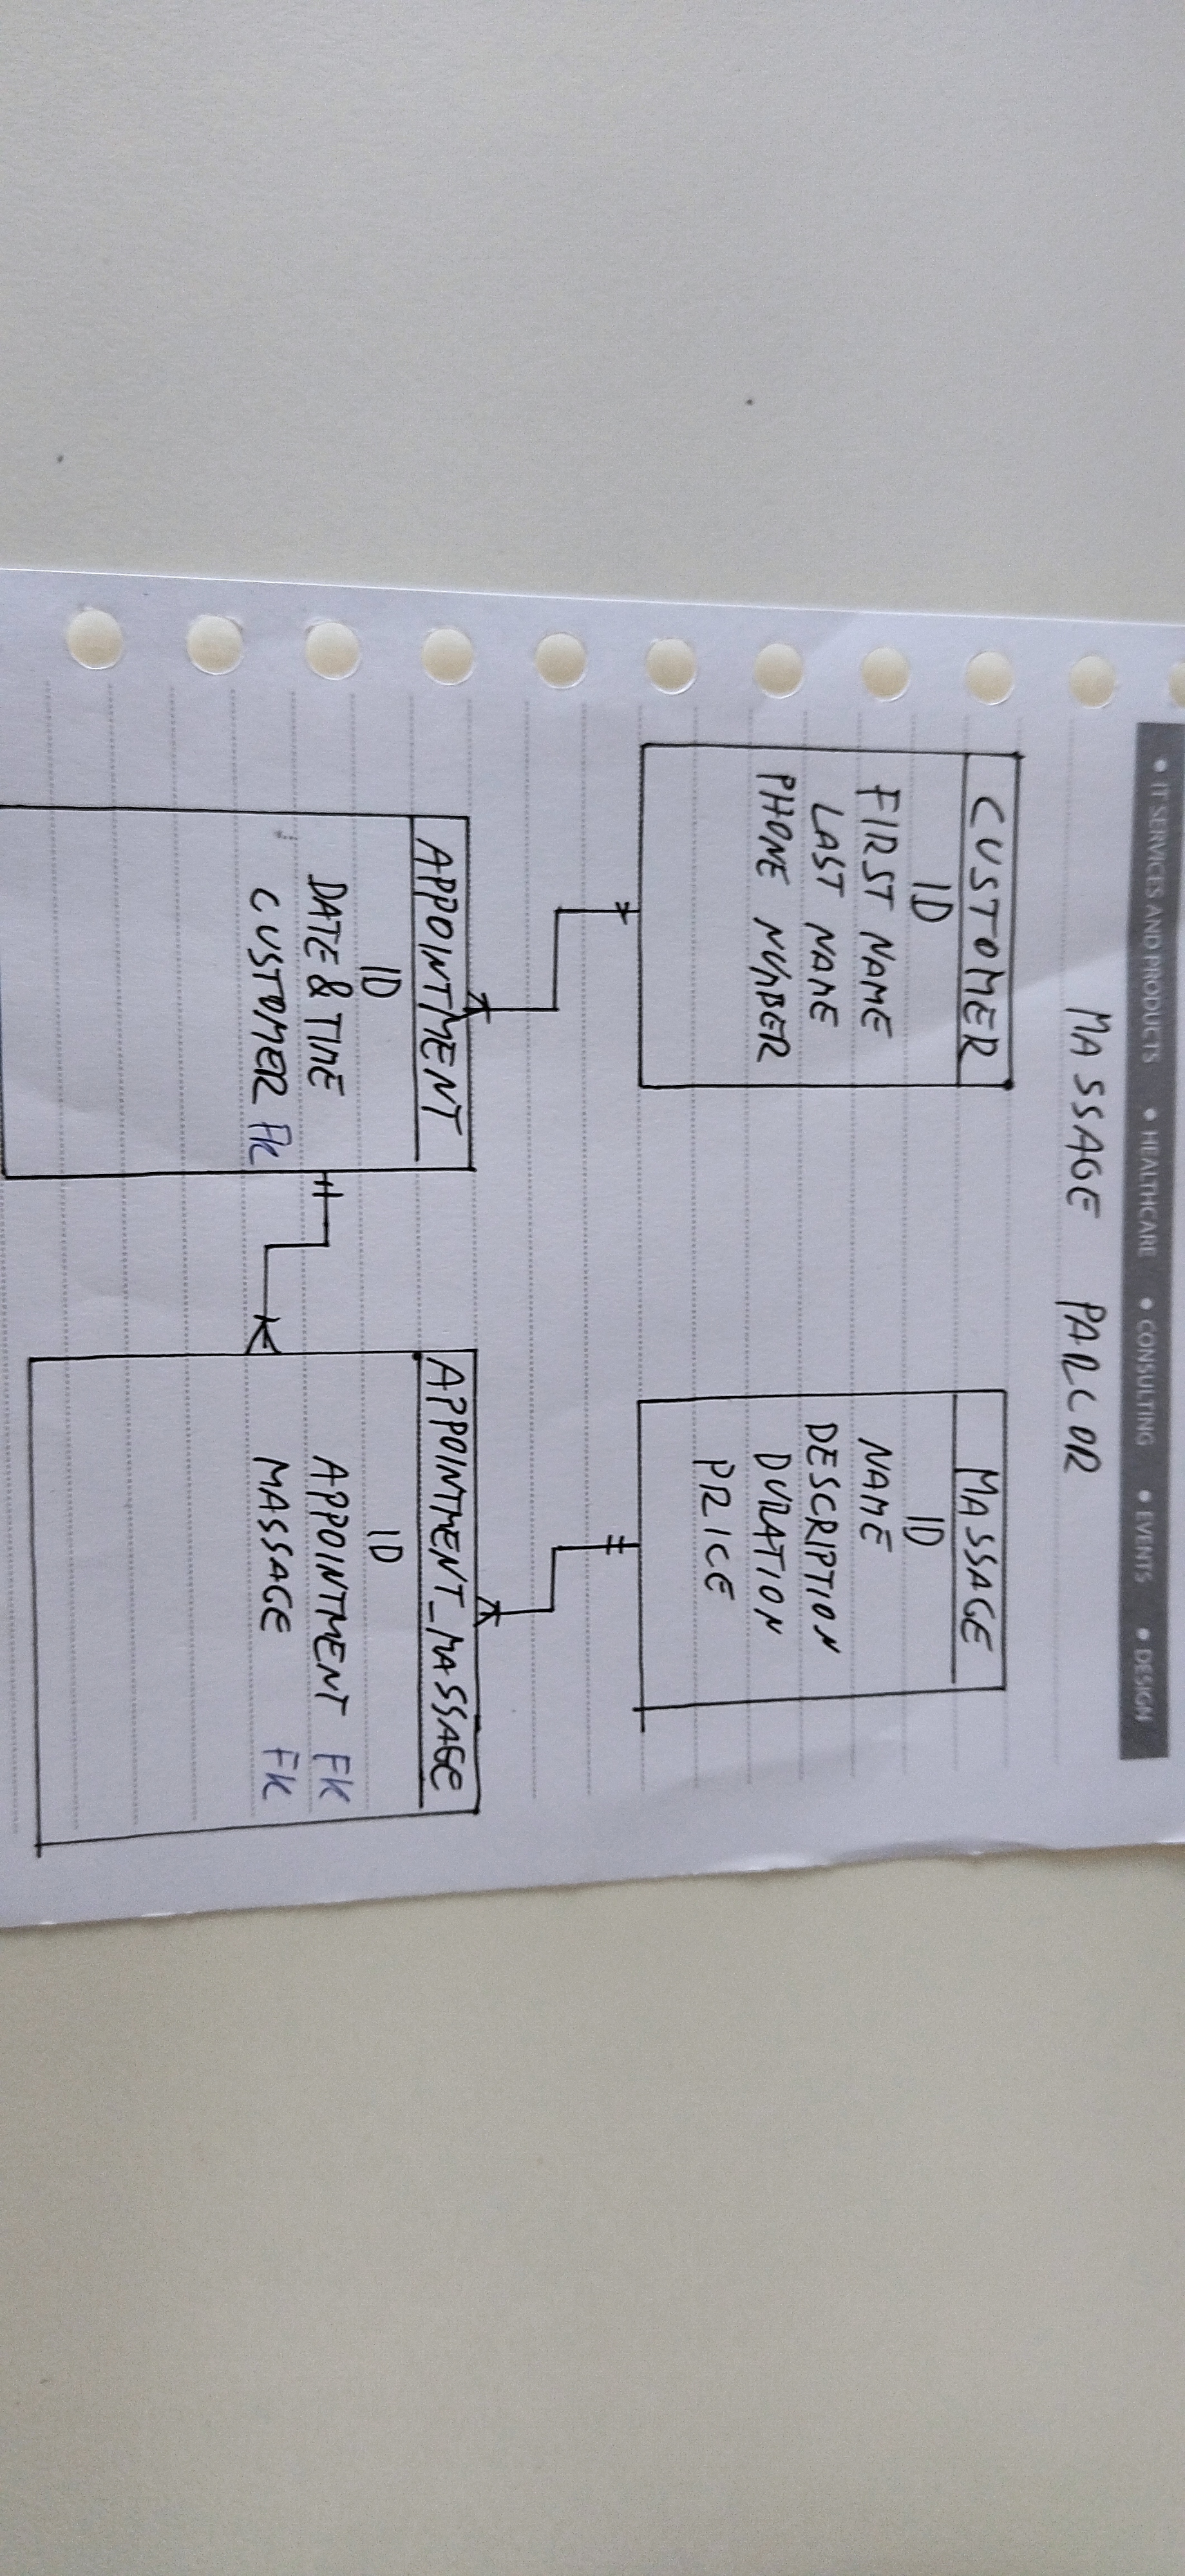 • IT SERVICES AND PRODUCTS • HEALTHCARE • CONSULTING • EVENTS • DESIGN
MASSAGE PARLOR
CUSTOMER
ID
FIRST NAME
LAST NAME
PHONE NUMBER
MASSAGE
ID
NAME
DESCRIPTION
DURATION
PRICE
APPOINTMENT
ID
DATE & TIME
CUSTOMER FK
APPOINTMENT_MASSAGE
ID
APPOINTMENT FK
MASSAGE FK